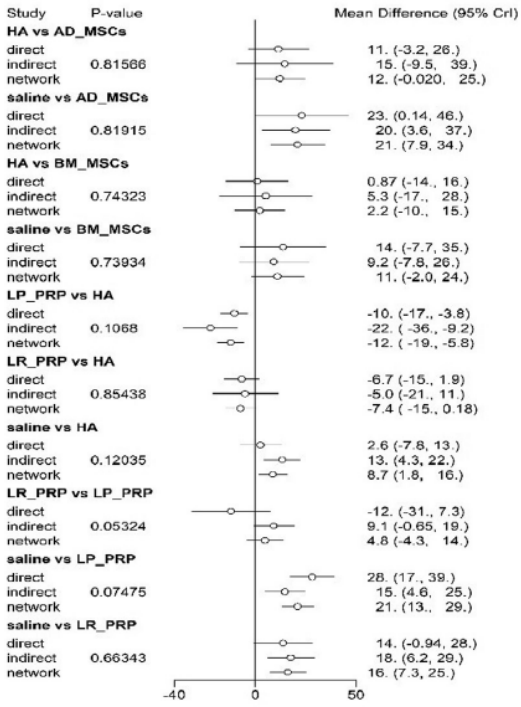 Study P-value Mean Difference (95% CrI)
HA vs AD_MSCs
direct 11. (-3.2, 26.)
indirect 0.81566 15. (-9.5, 39.)
network 12. (-0.020, 25.)
saline vs AD_MSCs
direct 23. (0.14, 46.)
indirect 0.81915 20. (3.6, 37.)
network 21. (7.9, 34.)
HA vs BM_MSCs
direct 0.87 (-14., 16.)
indirect 0.74323 5.3 (-17., 28.)
network 2.2 (-10., 15.)
saline vs BM_MSCs
direct 14. (-7.7, 35.)
indirect 0.73934 9.2 (-7.8, 26.)
network 11. (-2.0, 24.)
LP_PRP vs HA
direct -10. (-17., -3.8)
indirect 0.1068 -22. ( -36., -9.2)
network -12. ( -19., -5.8)
LR_PRP vs HA
direct -6.7 (-15., 1.9)
indirect 0.85438 -5.0 (-21., 11.)
network -7.4 ( -15., 0.18)
saline vs HA
direct 2.6 (-7.8, 13.)
indirect 0.12035 13. (4.3, 22.)
network 8.7 (1.8, 16.)
LR_PRP vs LP_PRP
direct -12. (-31., 7.3)
indirect 0.05324 9.1 (-0.65, 19.)
network 4.8 (-4.3, 14.)
saline vs LP_PRP
direct 28. (17., 39.)
indirect 0.07475 15. (4.6, 25.)
network 21. (13., 29.)
saline vs LR_PRP
direct 14. (-0.94, 28.)
indirect 0.66343 18. (6.2, 29.)
network 16. (7.3, 25.)
-40 0 50